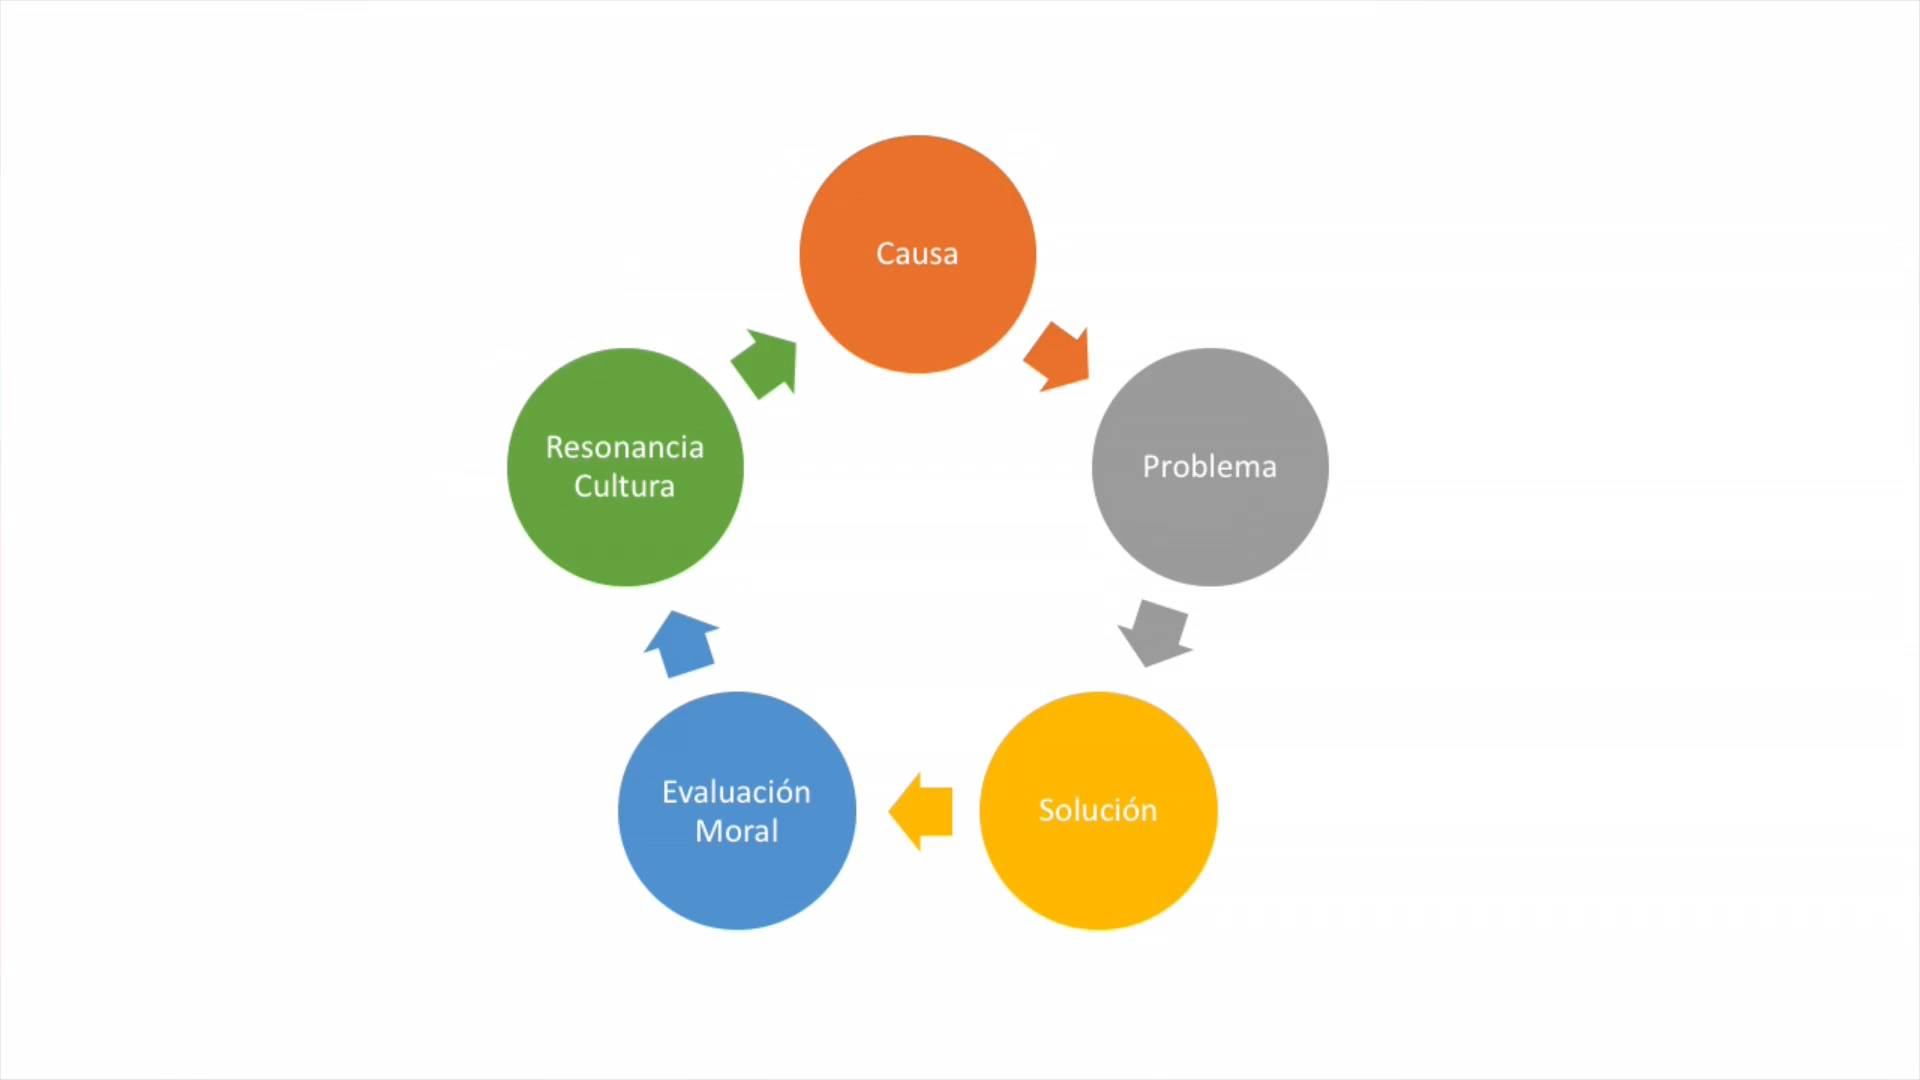 Causa
Problema
Solución
Evaluación
Moral
Resonancia
Cultura